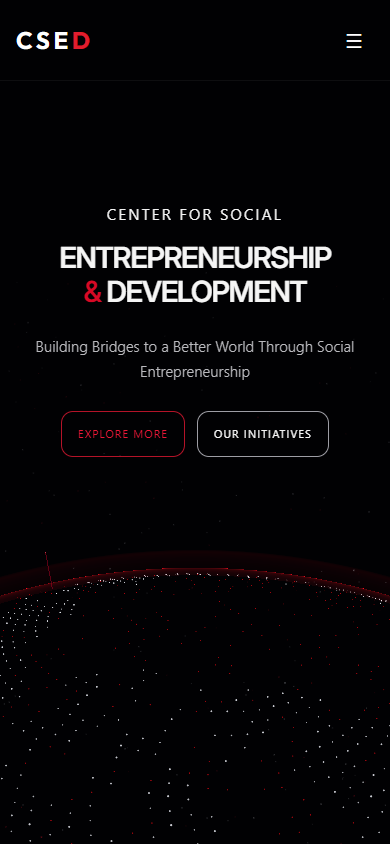 CSED
CENTER FOR SOCIAL
ENTREPRENEURSHIP
& DEVELOPMENT
Building Bridges to a Better World Through Social
Entrepreneurship
EXPLORE MORE
OUR INITIATIVES